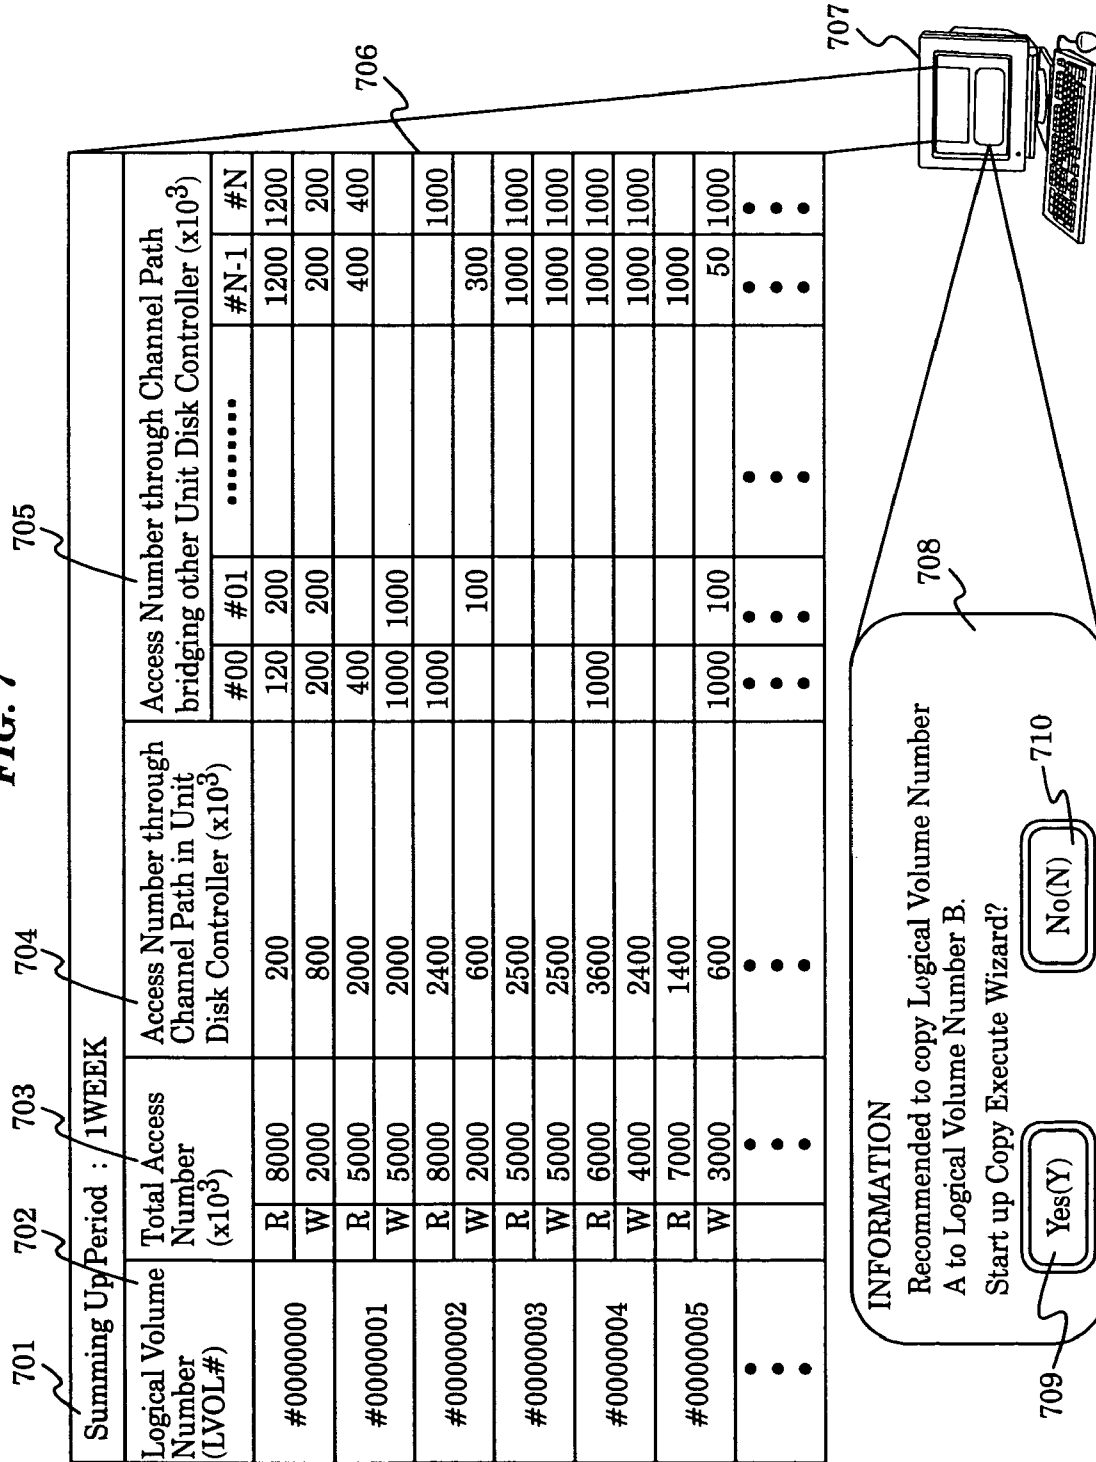 FIG. 7
701
702
703
704
705
Summing Up Period : 1WEEK
Logical Volume
Number
(LVOL#)
Total Access
Number
(x10³)
Access Number through
Channel Path in Unit
Disk Controller (x10³)
Access Number through Channel Path
bridging other Unit Disk Controller (x10³)
#00 #01 ········ #N-1 #N
#0000000 R 8000 200 120 200 1200 1200
W 2000 800 200 200 200 200
#0000001 R 5000 2000 400 400 400
W 5000 2000 1000 1000
#0000002 R 8000 2400 1000 1000
W 2000 600 100 300
#0000003 R 5000 2500 1000 1000
W 5000 2500 1000 1000
#0000004 R 6000 3600 1000 1000 1000
W 4000 2400 1000 1000
#0000005 R 7000 1400 1000
W 3000 600 1000 100 50 1000
706
707
INFORMATION
Recommended to copy Logical Volume Number
A to Logical Volume Number B.
Start up Copy Execute Wizard?
Yes(Y) No(N)
708
709
710